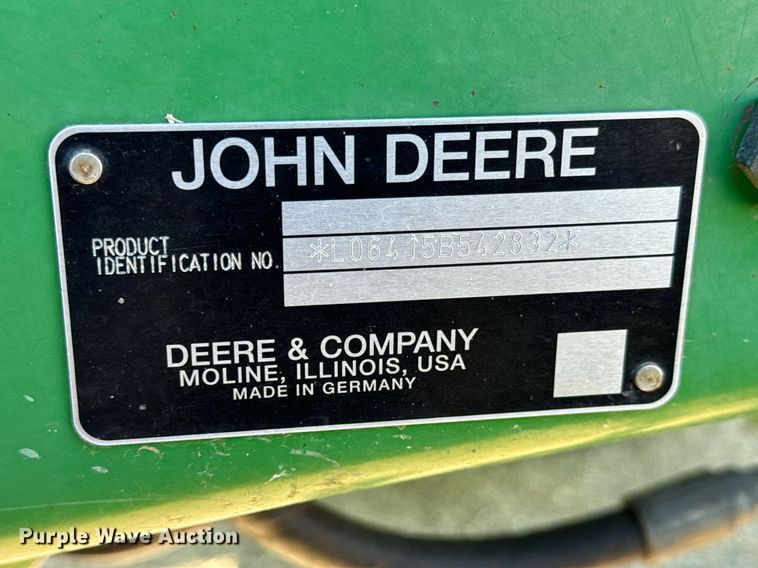 JOHN DEERE
PRODUCT
IDENTIFICATION NO.
*L06415B542832*
DEERE & COMPANY
MOLINE, ILLINOIS, USA
MADE IN GERMANY
Purple Wave Auction